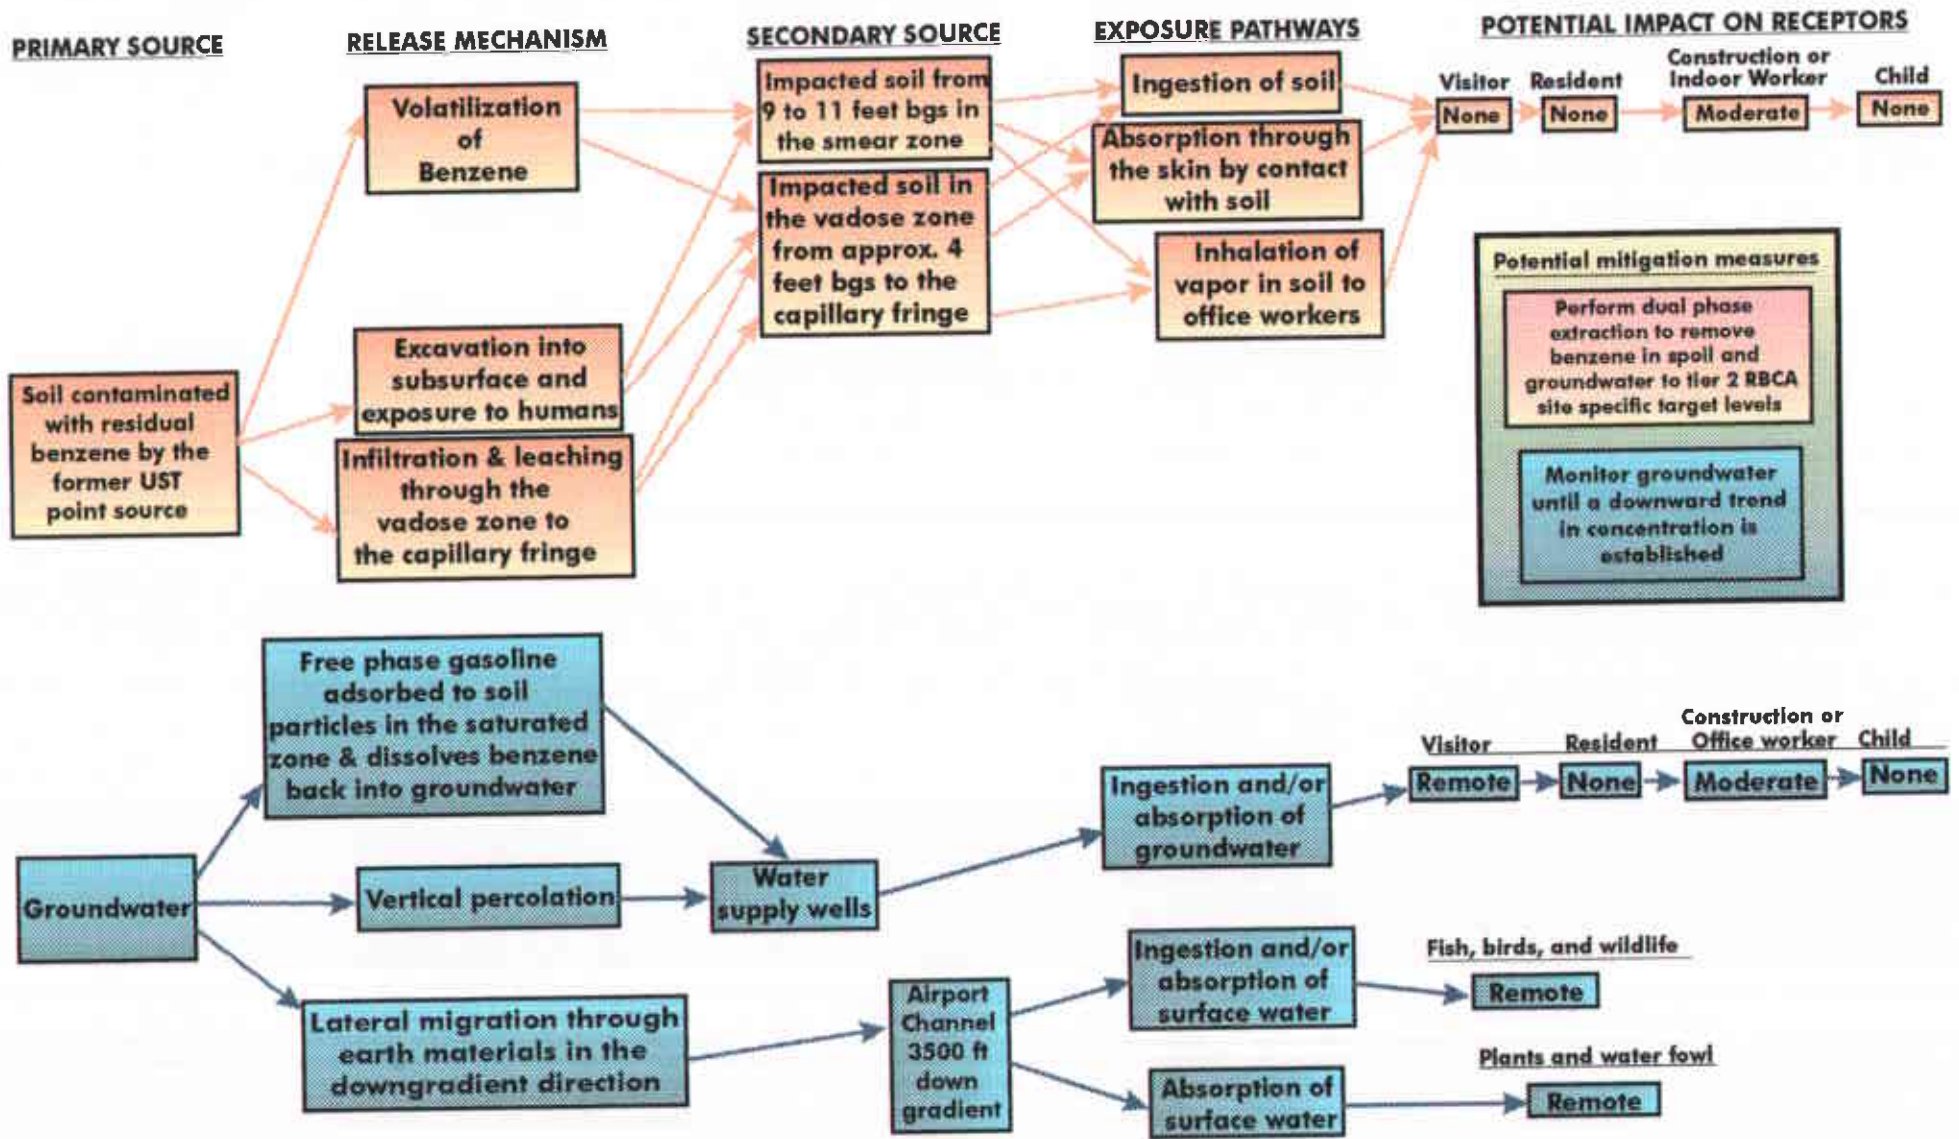 PRIMARY SOURCE
RELEASE MECHANISM
SECONDARY SOURCE
EXPOSURE PATHWAYS
POTENTIAL IMPACT ON RECEPTORS
Soil contaminated
with residual
benzene by the
former UST
point source
Volatilization
of
Benzene
Excavation into
subsurface and
exposure to humans
Infiltration & leaching
through the
vadose zone to
the capillary fringe
Impacted soil from
9 to 11 feet bgs in
the smear zone
Impacted soil in
the vadose zone
from approx. 4
feet bgs to the
capillary fringe
Ingestion of soil
Absorption through
the skin by contact
with soil
Inhalation of
vapor in soil to
office workers
Visitor
None
Resident
None
Construction or
Indoor Worker
Moderate
Child
None
Potential mitigation measures
Perform dual phase
extraction to remove
benzene in spoil and
groundwater to tier 2 RBCA
site specific target levels
Monitor groundwater
until a downward trend
in concentration is
established
Groundwater
Free phase gasoline
adsorbed to soil
particles in the saturated
zone & dissolves benzene
back into groundwater
Vertical percolation
Lateral migration through
earth materials in the
downgradient direction
Water
supply wells
Airport
Channel
3500 ft
down
gradient
Ingestion and/or
absorption of
groundwater
Ingestion and/or
absorption of
surface water
Absorption of
surface water
Visitor
Remote
Resident
None
Construction or
Office worker
Moderate
Child
None
Fish, birds, and wildlife
Remote
Plants and water fowl
Remote